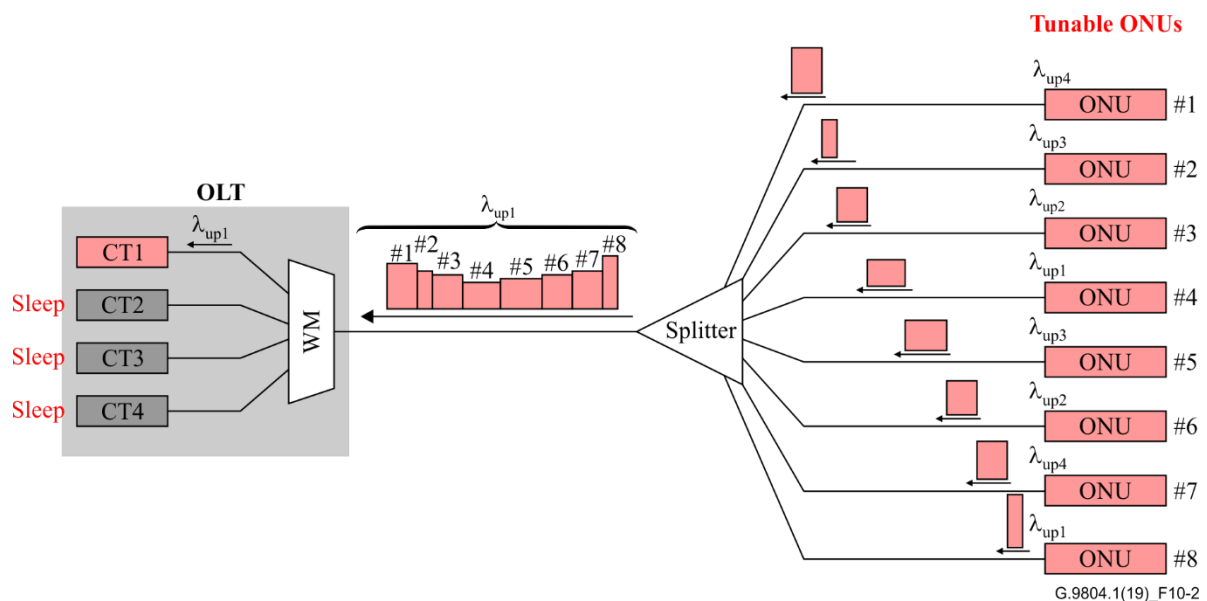 Tunable ONUs
λup4
ONU #1
λup3
ONU #2
λup2
ONU #3
λup1
ONU #4
λup3
ONU #5
λup2
ONU #6
λup4
ONU #7
λup1
ONU #8
OLT
λup1
CT1
Sleep CT2
Sleep CT3
Sleep CT4
WM
λup1
#1 #2 #3 #4 #5 #6 #7 #8
Splitter
G.9804.1(19)_F10-2